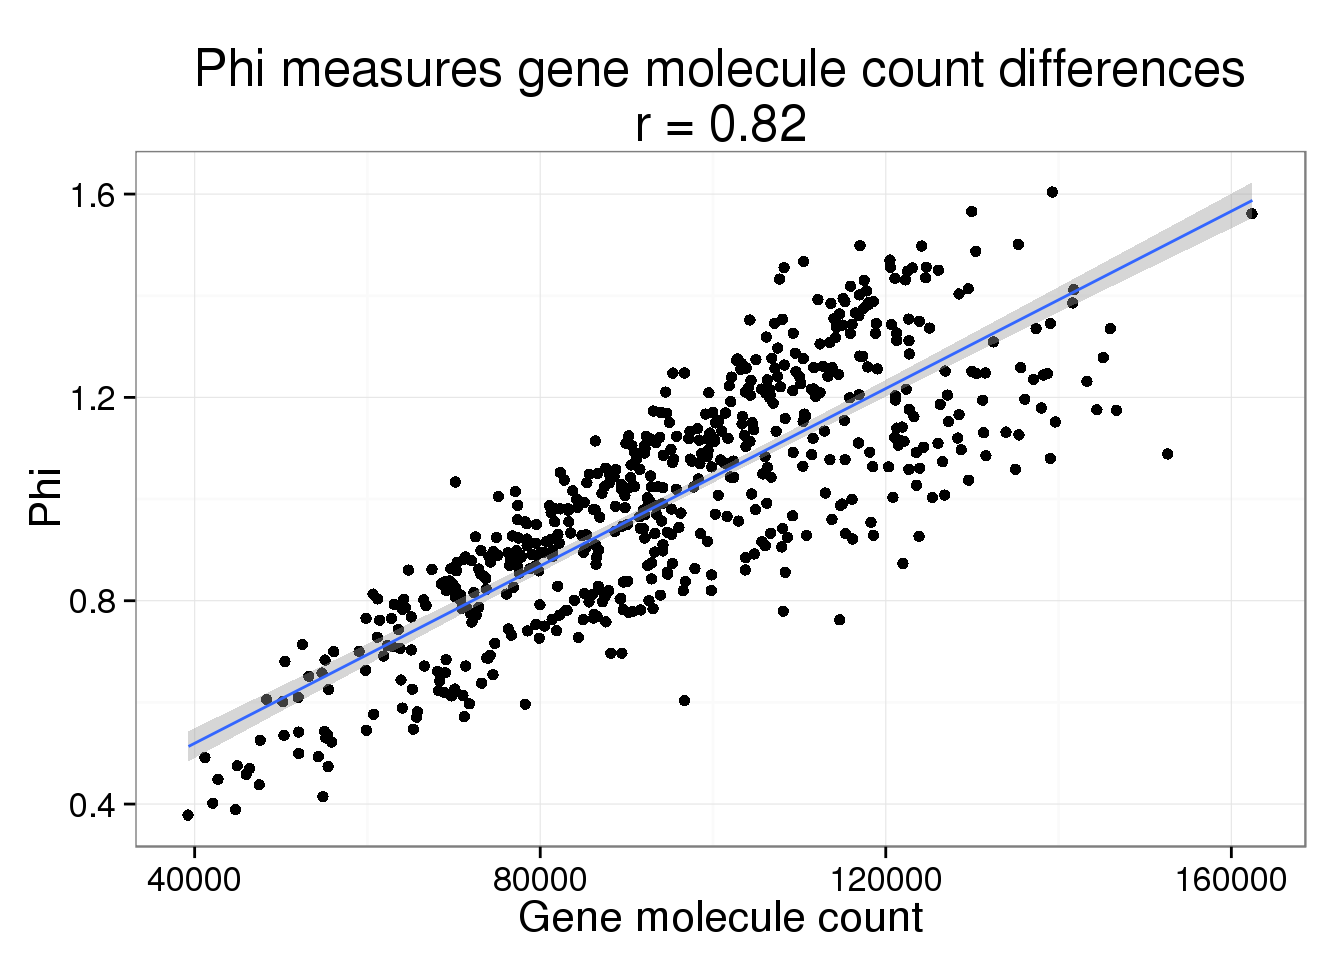 Phi measures gene molecule count differences
r = 0.82
1.6
1.2
0.8
0.4
Phi
40000 80000 120000 160000
Gene molecule count